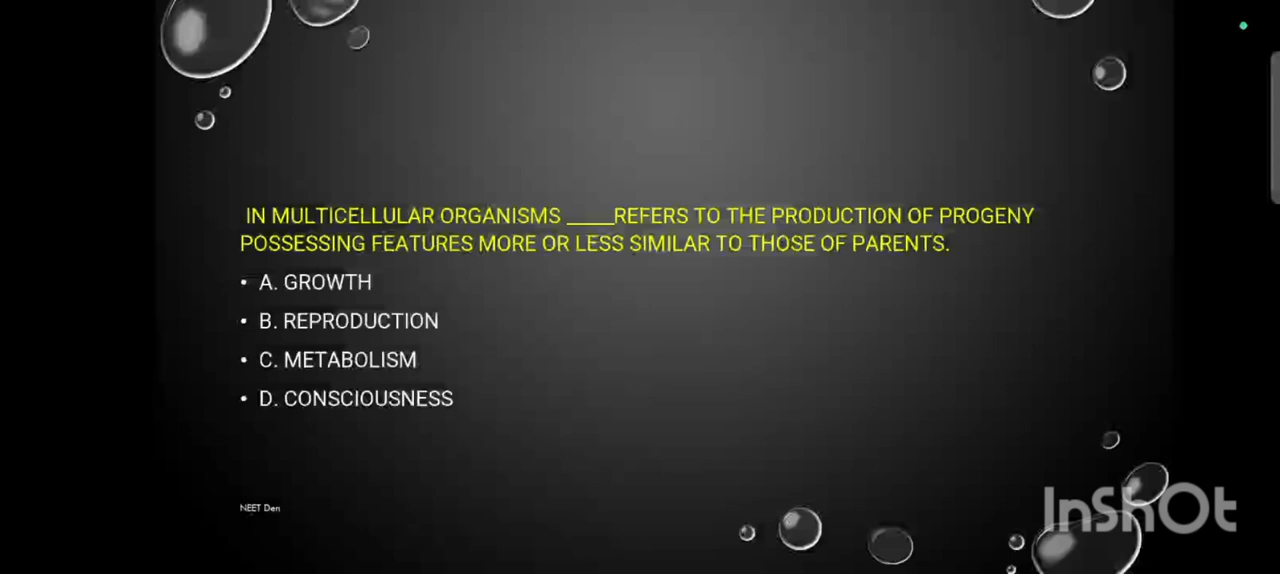 IN MULTICELLULAR ORGANISMS _____REFERS TO THE PRODUCTION OF PROGENY
POSSESSING FEATURES MORE OR LESS SIMILAR TO THOSE OF PARENTS.
• A. GROWTH
• B. REPRODUCTION
• C. METABOLISM
• D. CONSCIOUSNESS
NEET Den
InShOt